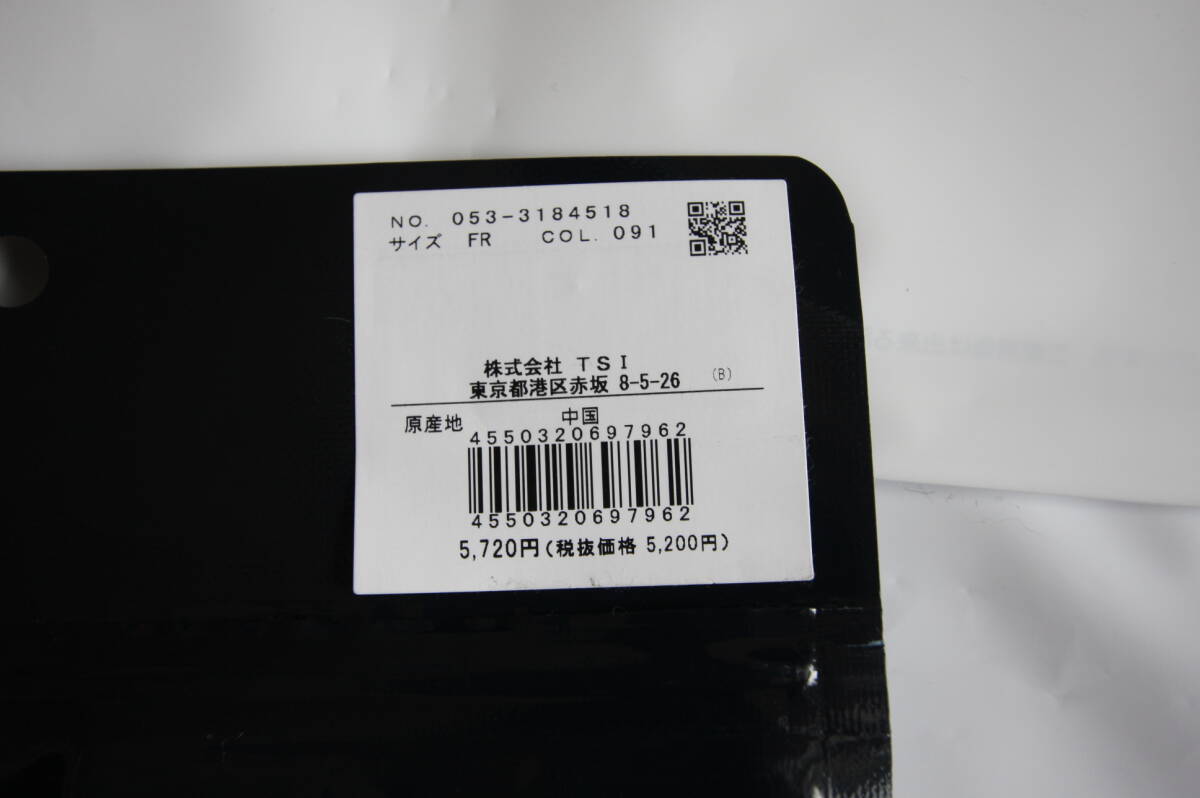 NO. 053-3184518
サイズ FR COL. 091
株式会社 TSI
東京都港区赤坂 8-5-26 (B)
原産地 中国
4550320697962
4550320697962
5,720円(税抜価格 5,200円)